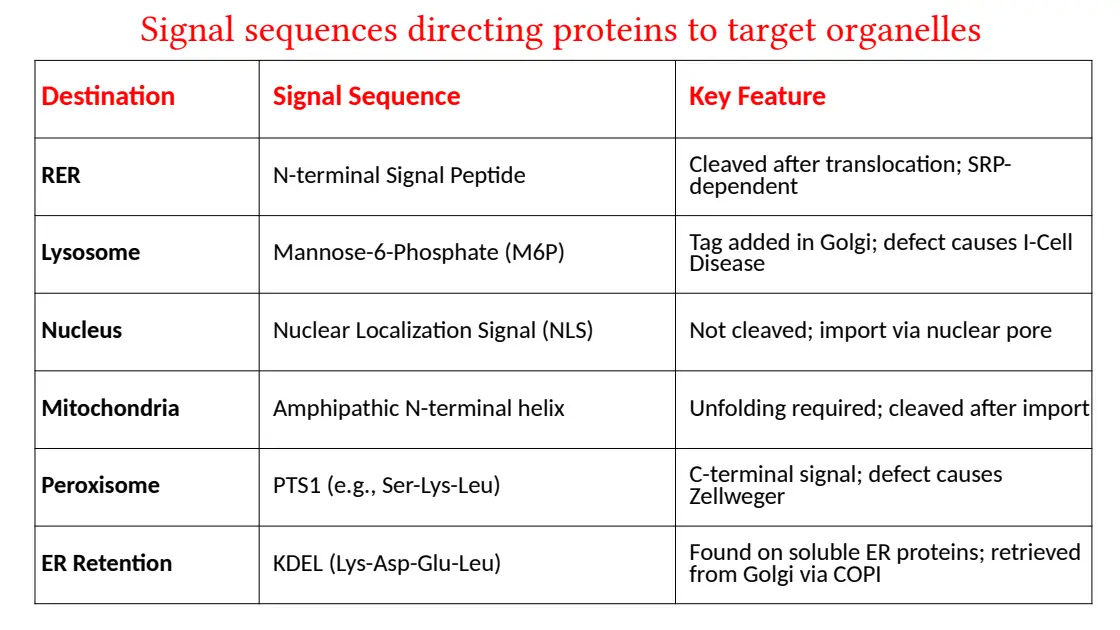 Signal sequences directing proteins to target organelles
Destination
Signal Sequence
Key Feature
RER
N-terminal Signal Peptide
Cleaved after translocation; SRP-
dependent
Lysosome
Mannose-6-Phosphate (M6P)
Tag added in Golgi; defect causes I-Cell
Disease
Nucleus
Nuclear Localization Signal (NLS)
Not cleaved; import via nuclear pore
Mitochondria
Amphipathic N-terminal helix
Unfolding required; cleaved after import
Peroxisome
PTS1 (e.g., Ser-Lys-Leu)
C-terminal signal; defect causes
Zellweger
ER Retention
KDEL (Lys-Asp-Glu-Leu)
Found on soluble ER proteins; retrieved
from Golgi via COPI